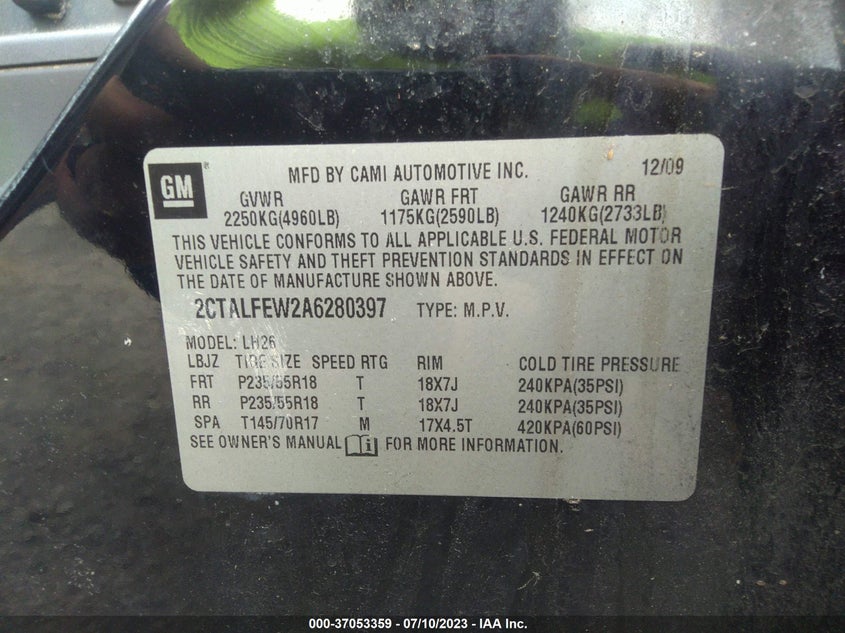 GM
MFD BY CAMI AUTOMOTIVE INC. 12/09
GVWR GAWR FRT GAWR RR
2250KG(4960LB) 1175KG(2590LB) 1240KG(2733LB)
THIS VEHICLE CONFORMS TO ALL APPLICABLE U.S. FEDERAL MOTOR
VEHICLE SAFETY AND THEFT PREVENTION STANDARDS IN EFFECT ON
THE DATE OF MANUFACTURE SHOWN ABOVE.
2CTALFEW2A6280397 TYPE: M.P.V.
MODEL: LH26
LBJZ TIRE SIZE SPEED RTG RIM COLD TIRE PRESSURE
FRT P235/55R18 T 18X7J 240KPA(35PSI)
RR P235/55R18 T 18X7J 240KPA(35PSI)
SPA T145/70R17 M 17X4.5T 420KPA(60PSI)
SEE OWNER'S MANUAL FOR MORE INFORMATION.
000-37053359 - 07/10/2023 - IAA Inc.